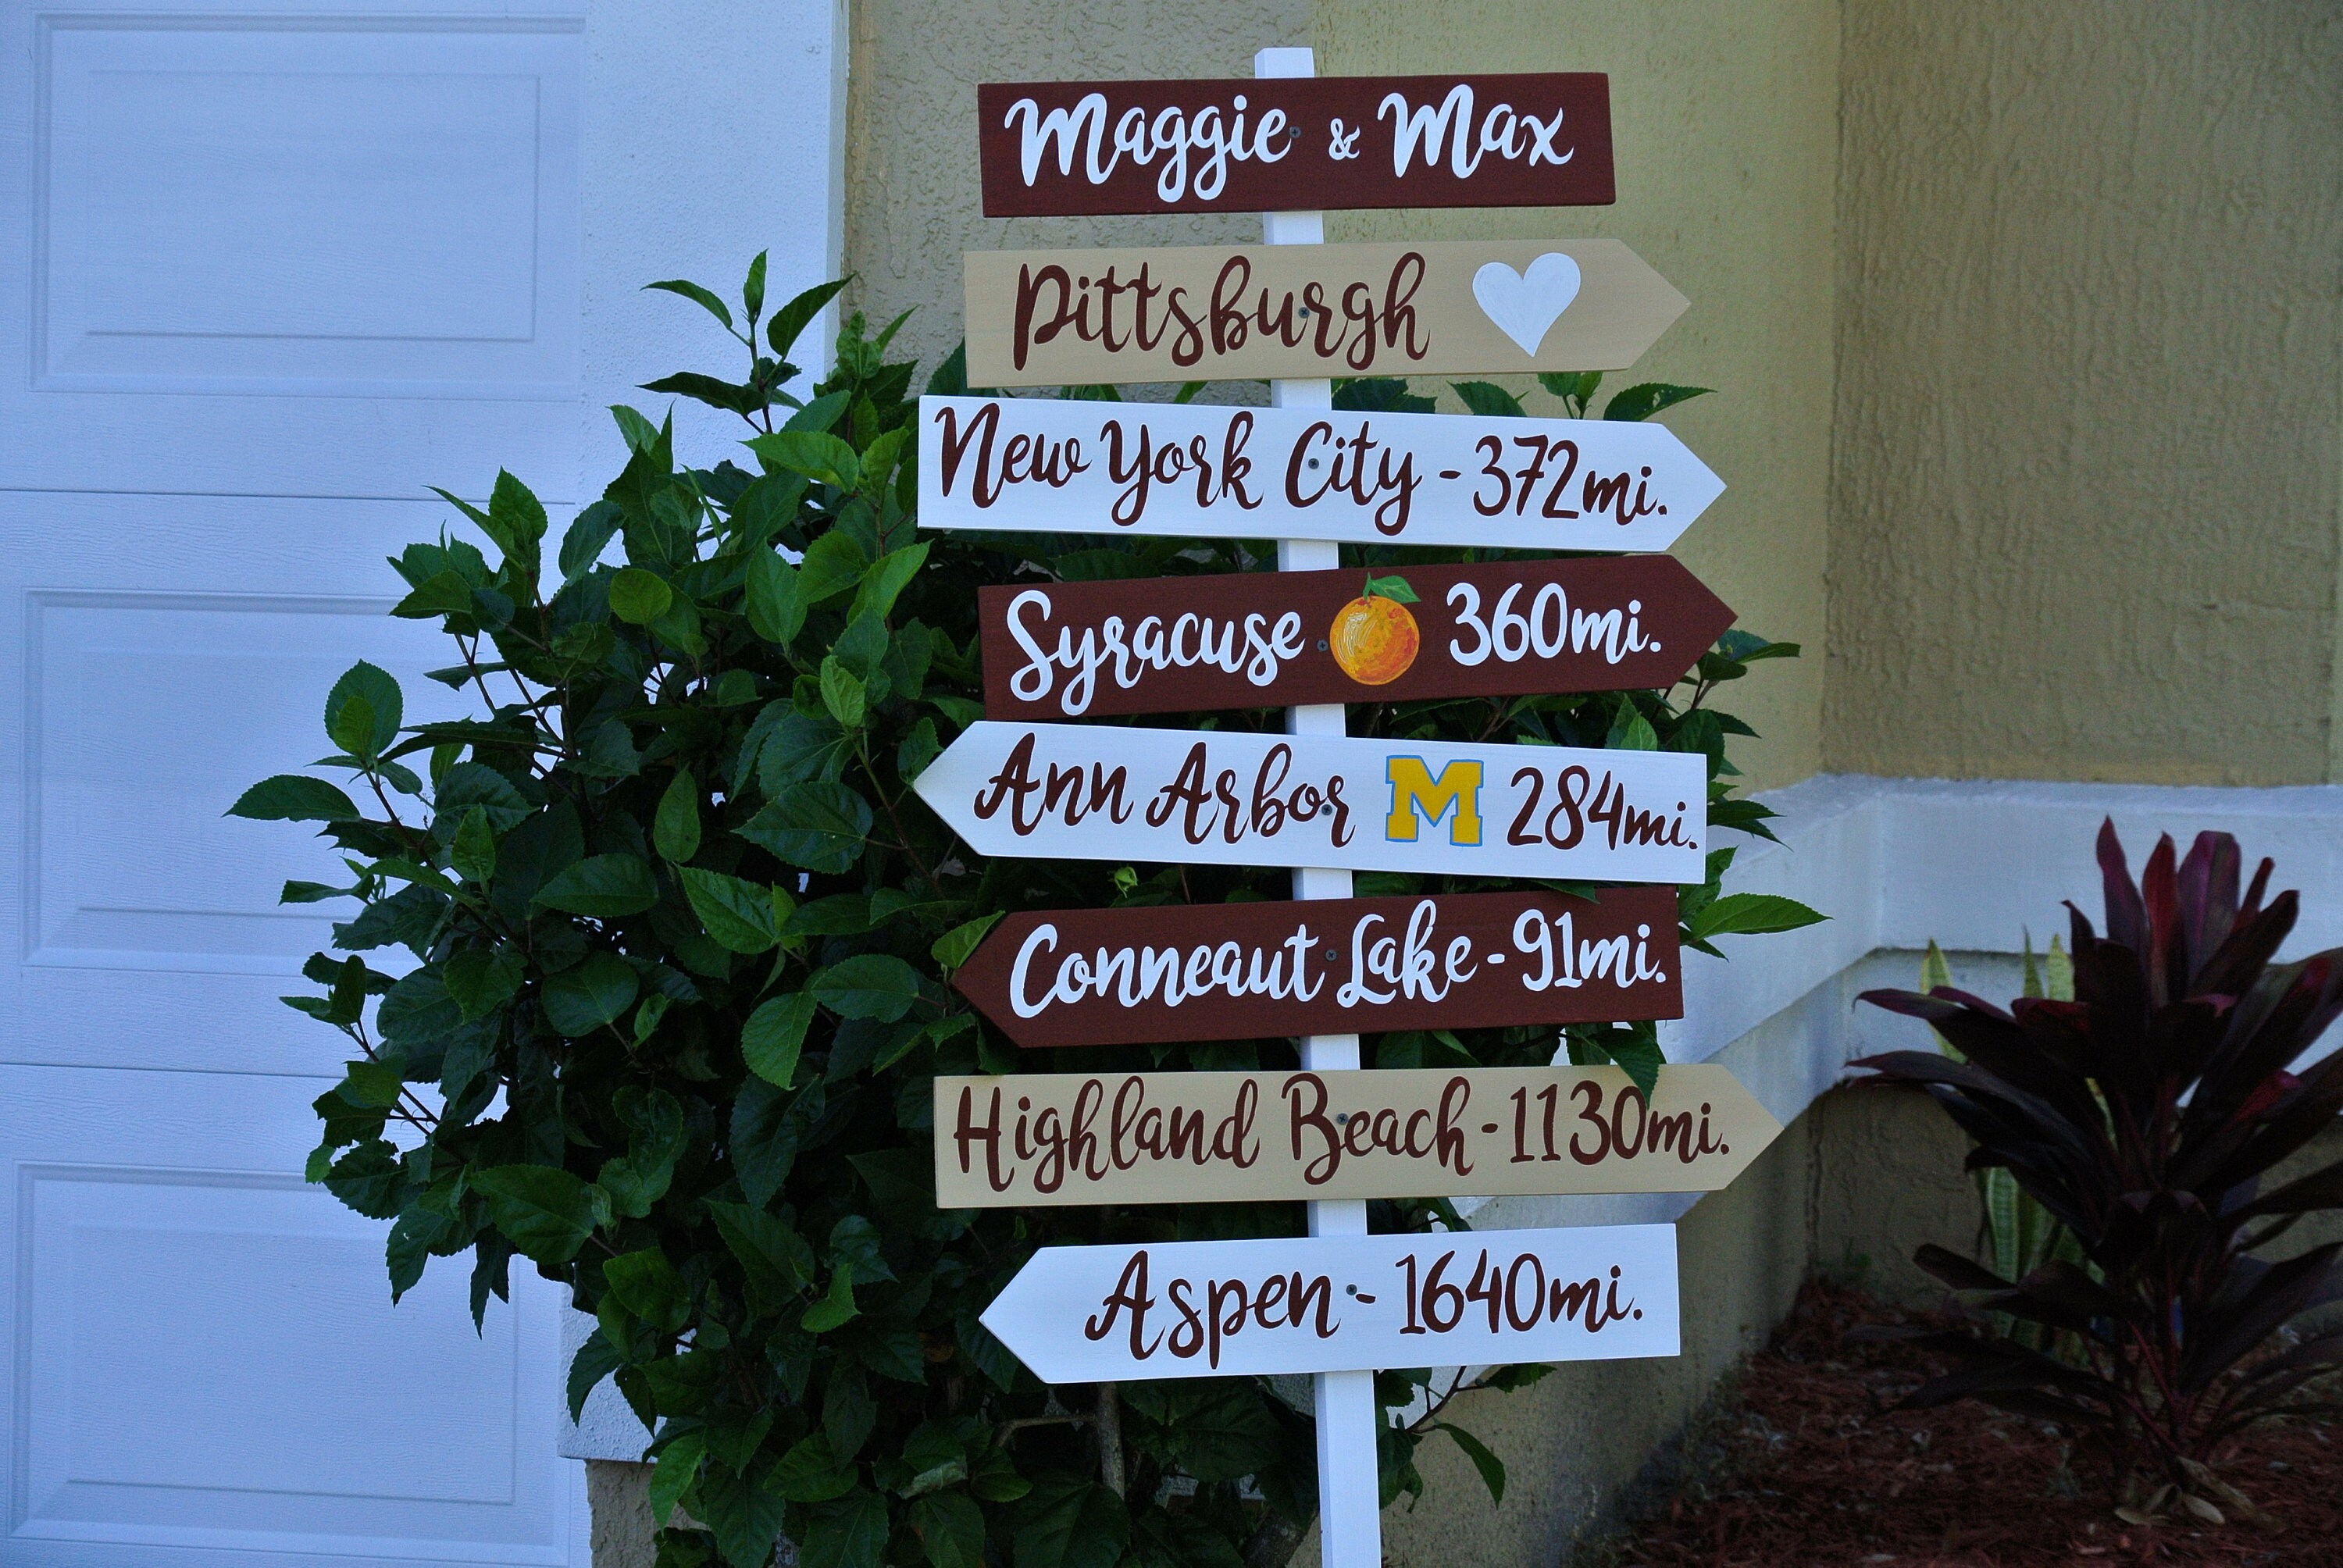 Maggie & Max
Pittsburgh
New York City - 372mi.
Syracuse 360mi.
Ann Arbor M 284mi.
Conneaut Lake - 91mi.
Highland Beach - 1130mi.
Aspen - 1640mi.